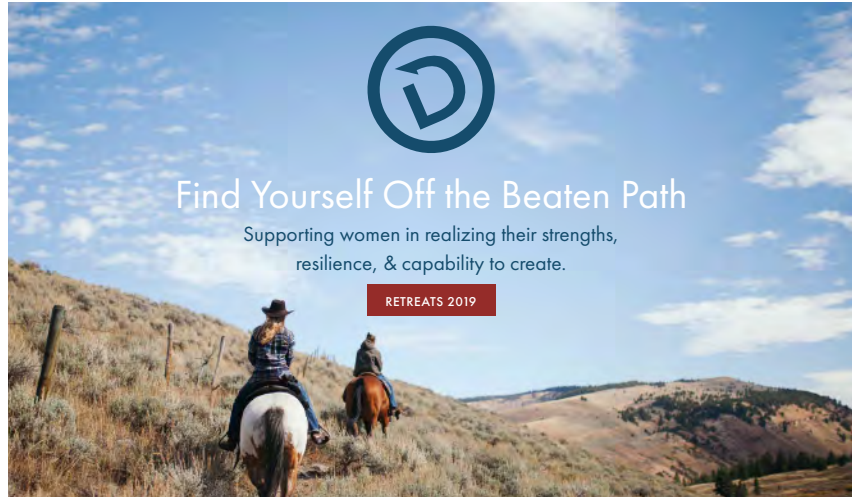 D
Find Yourself Off the Beaten Path
Supporting women in realizing their strengths,
resilience, & capability to create.
RETREATS 2019